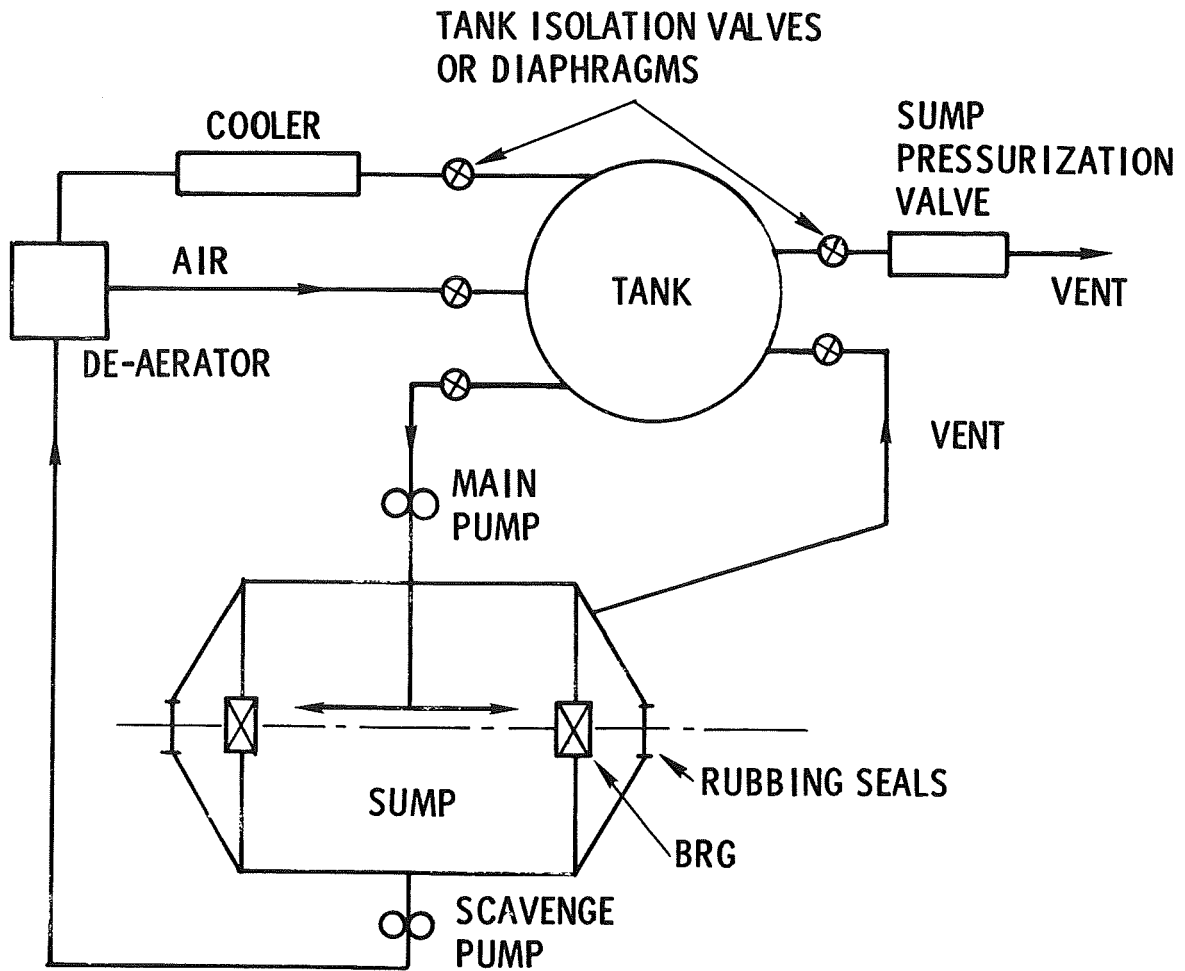 TANK ISOLATION VALVES
OR DIAPHRAGMS
COOLER
SUMP
PRESSURIZATION
VALVE
AIR
TANK
VENT
DE-AERATOR
VENT
MAIN
PUMP
RUBBING SEALS
SUMP
BRG
SCAVENGE
PUMP